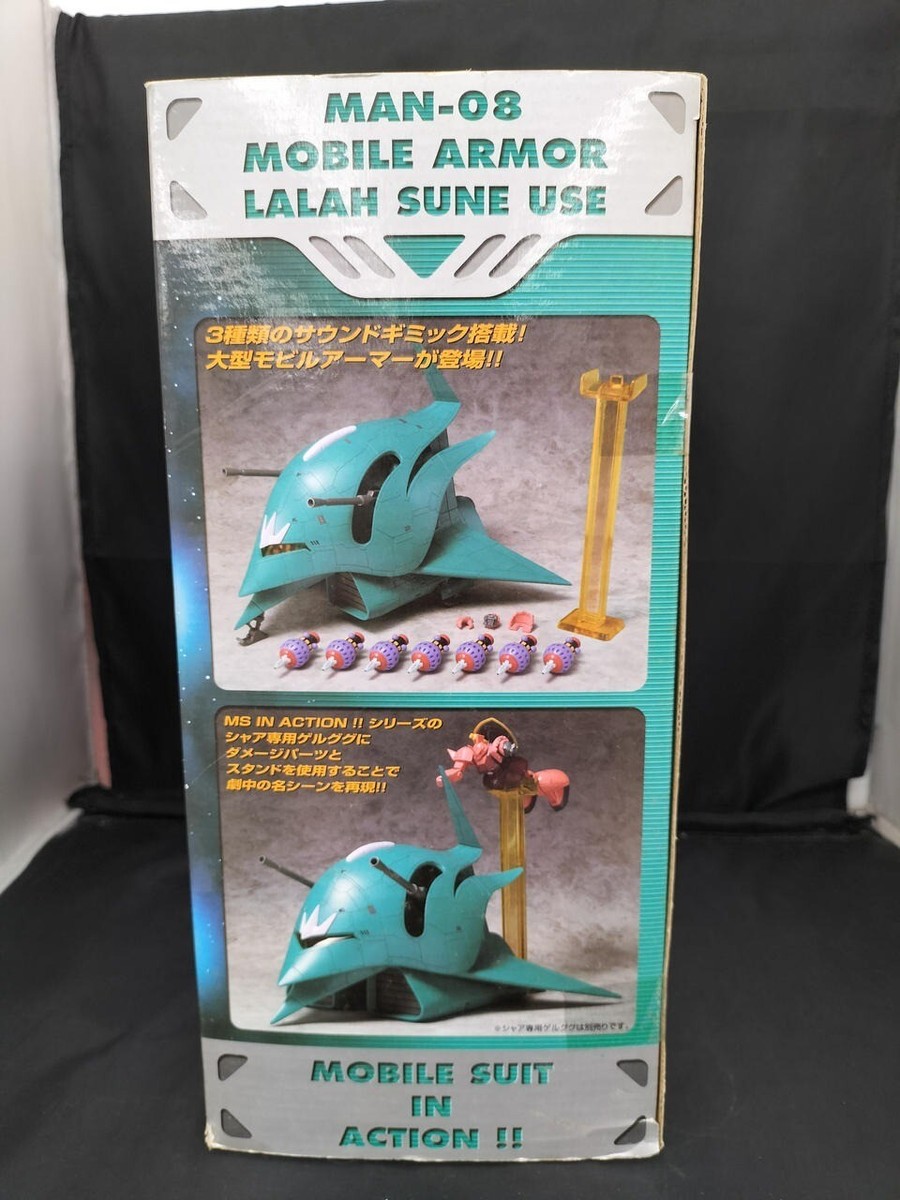 MAN-08
MOBILE ARMOR
LALAH SUNE USE
3種類のサウンドギミック搭載!
大型モビルアーマーが登場!!
MS IN ACTION !! シリーズの
シャア専用ゲルググに
ダメージパーツと
スタンドを使用することで
劇中の名シーンを再現!!
※シャア専用ゲルググは別売りです。
MOBILE SUIT
IN
ACTION !!